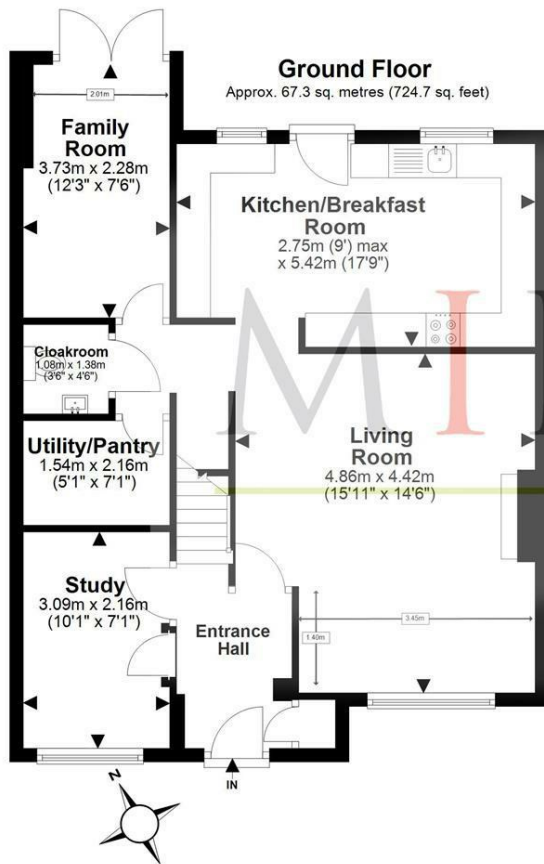 Ground Floor
Approx. 67.3 sq. metres (724.7 sq. feet)
2.01m
Family
Room
3.73m x 2.28m
(12'3" x 7'6")
Kitchen/Breakfast
Room
2.75m (9') max
x 5.42m (17'9")
MI
Cloakroom
1.08m x 1.38m
(3'6" x 4'6")
Utility/Pantry
1.54m x 2.16m
(5'1" x 7'1")
Living
Room
4.86m x 4.42m
(15'11" x 14'6")
Study
3.09m x 2.16m
(10'1" x 7'1")
Entrance
Hall
1.40m
3.45m
IN
N